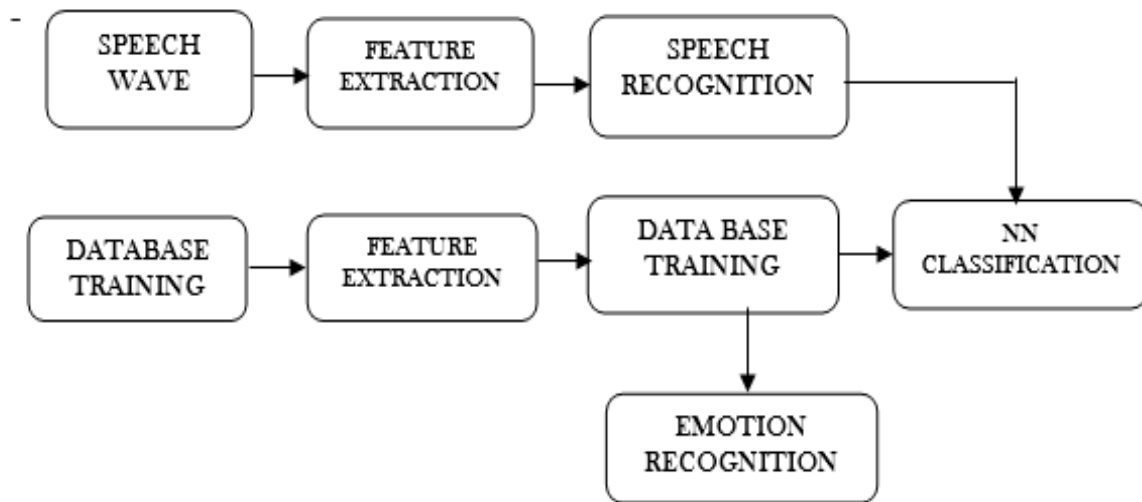 -
SPEECH
WAVE
FEATURE
EXTRACTION
SPEECH
RECOGNITION
DATABASE
TRAINING
FEATURE
EXTRACTION
DATA BASE
TRAINING
NN
CLASSIFICATION
EMOTION
RECOGNITION